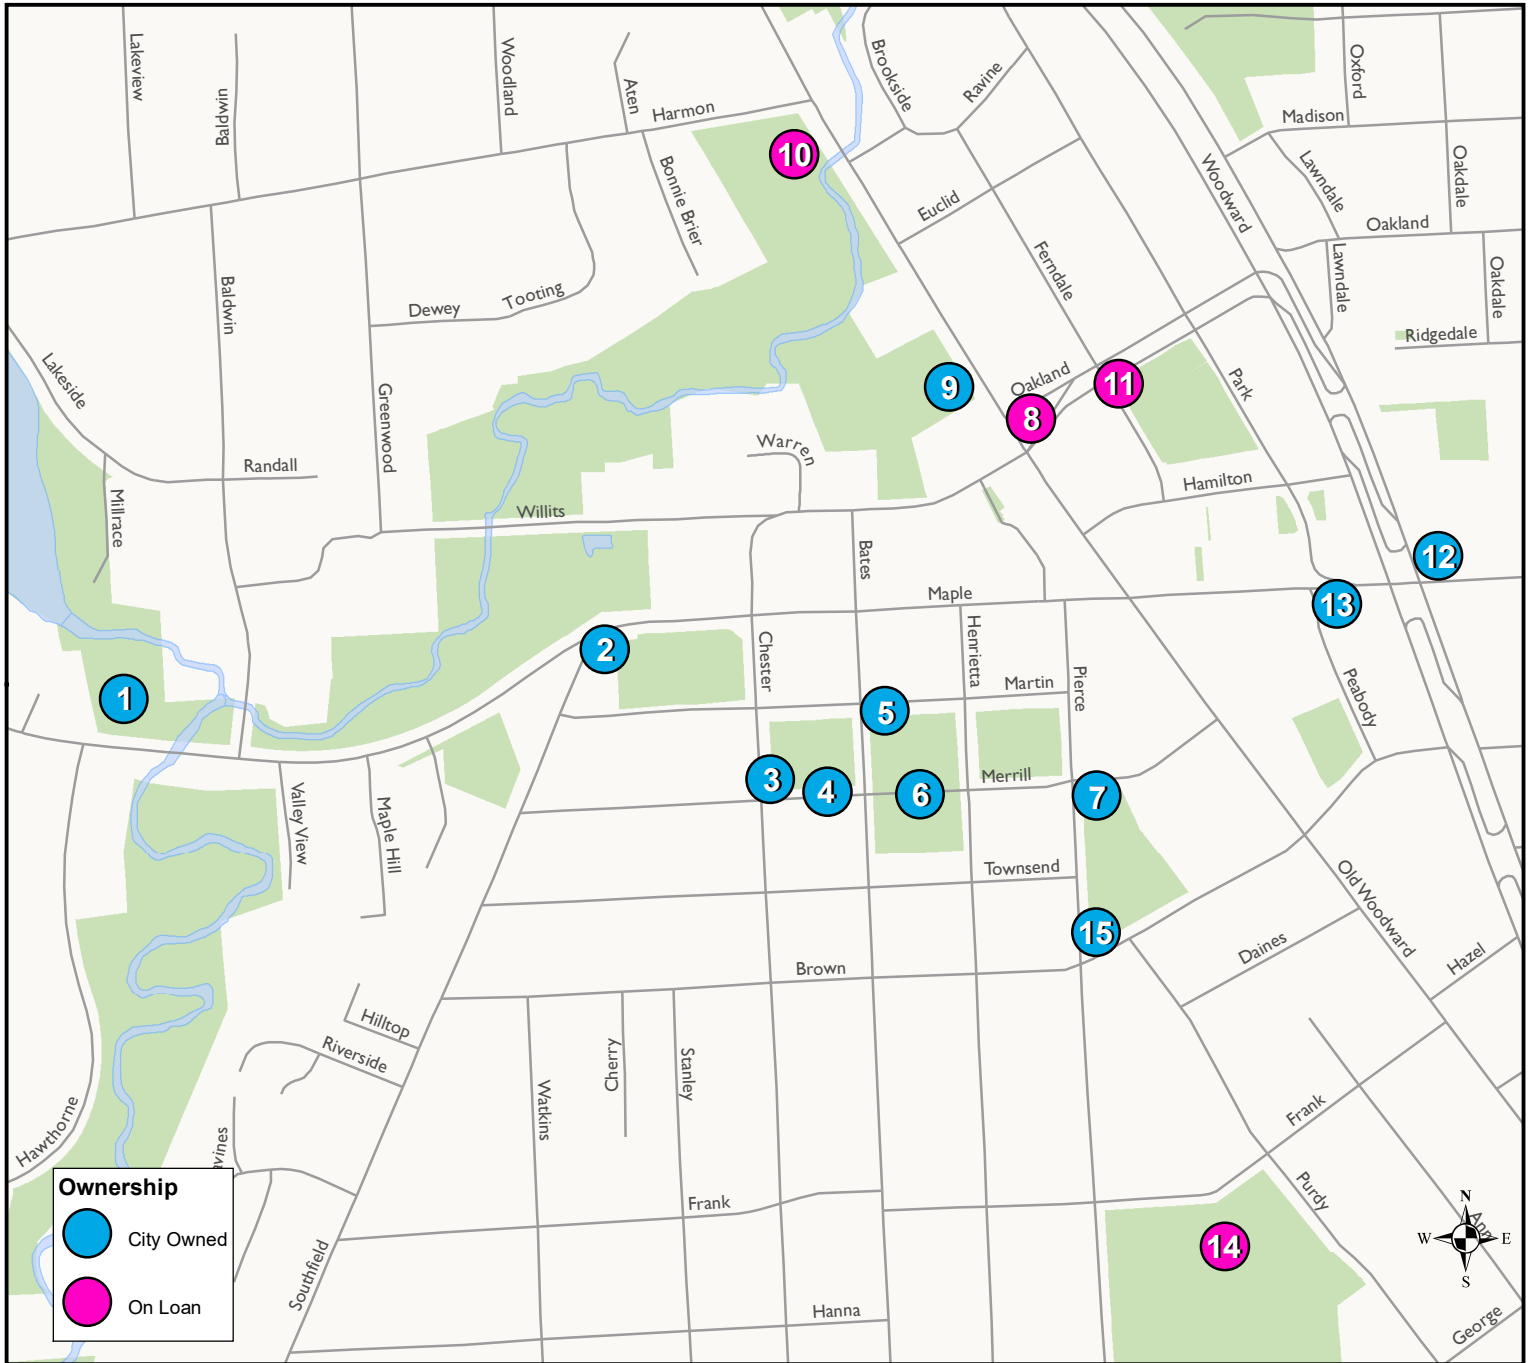 Lakeview
Baldwin
Woodland
Aten
Harmon
Bonnie Brier
10
Brookside
Ravine
Euclid
Woodward
Oxford
Madison
Lawndale
Oakdale
Oakland
Lawndale
Oakdale
Ridgedale
Ferndale
Baldwin
Dewey
Tooting
Lakeside
Greenwood
9
Oakland
8
11
Park
Randall
Warren
Millrace
Willits
Hamilton
Bates
12
Maple
13
2
Chester
Henrietta
Pierce
Martin
1
5
Peabody
3
4
6
Merrill
7
Valley View
Maple Hill
Townsend
Old Woodward
15
Daines
Hazel
Brown
Hilltop
Riverside
Cherry
Stanley
Watkins
Hawthorne
Frank
vines
Purdy
Frank
Ann
14
Southfield
Hanna
George
Ownership
City Owned
On Loan
N
W
E
S